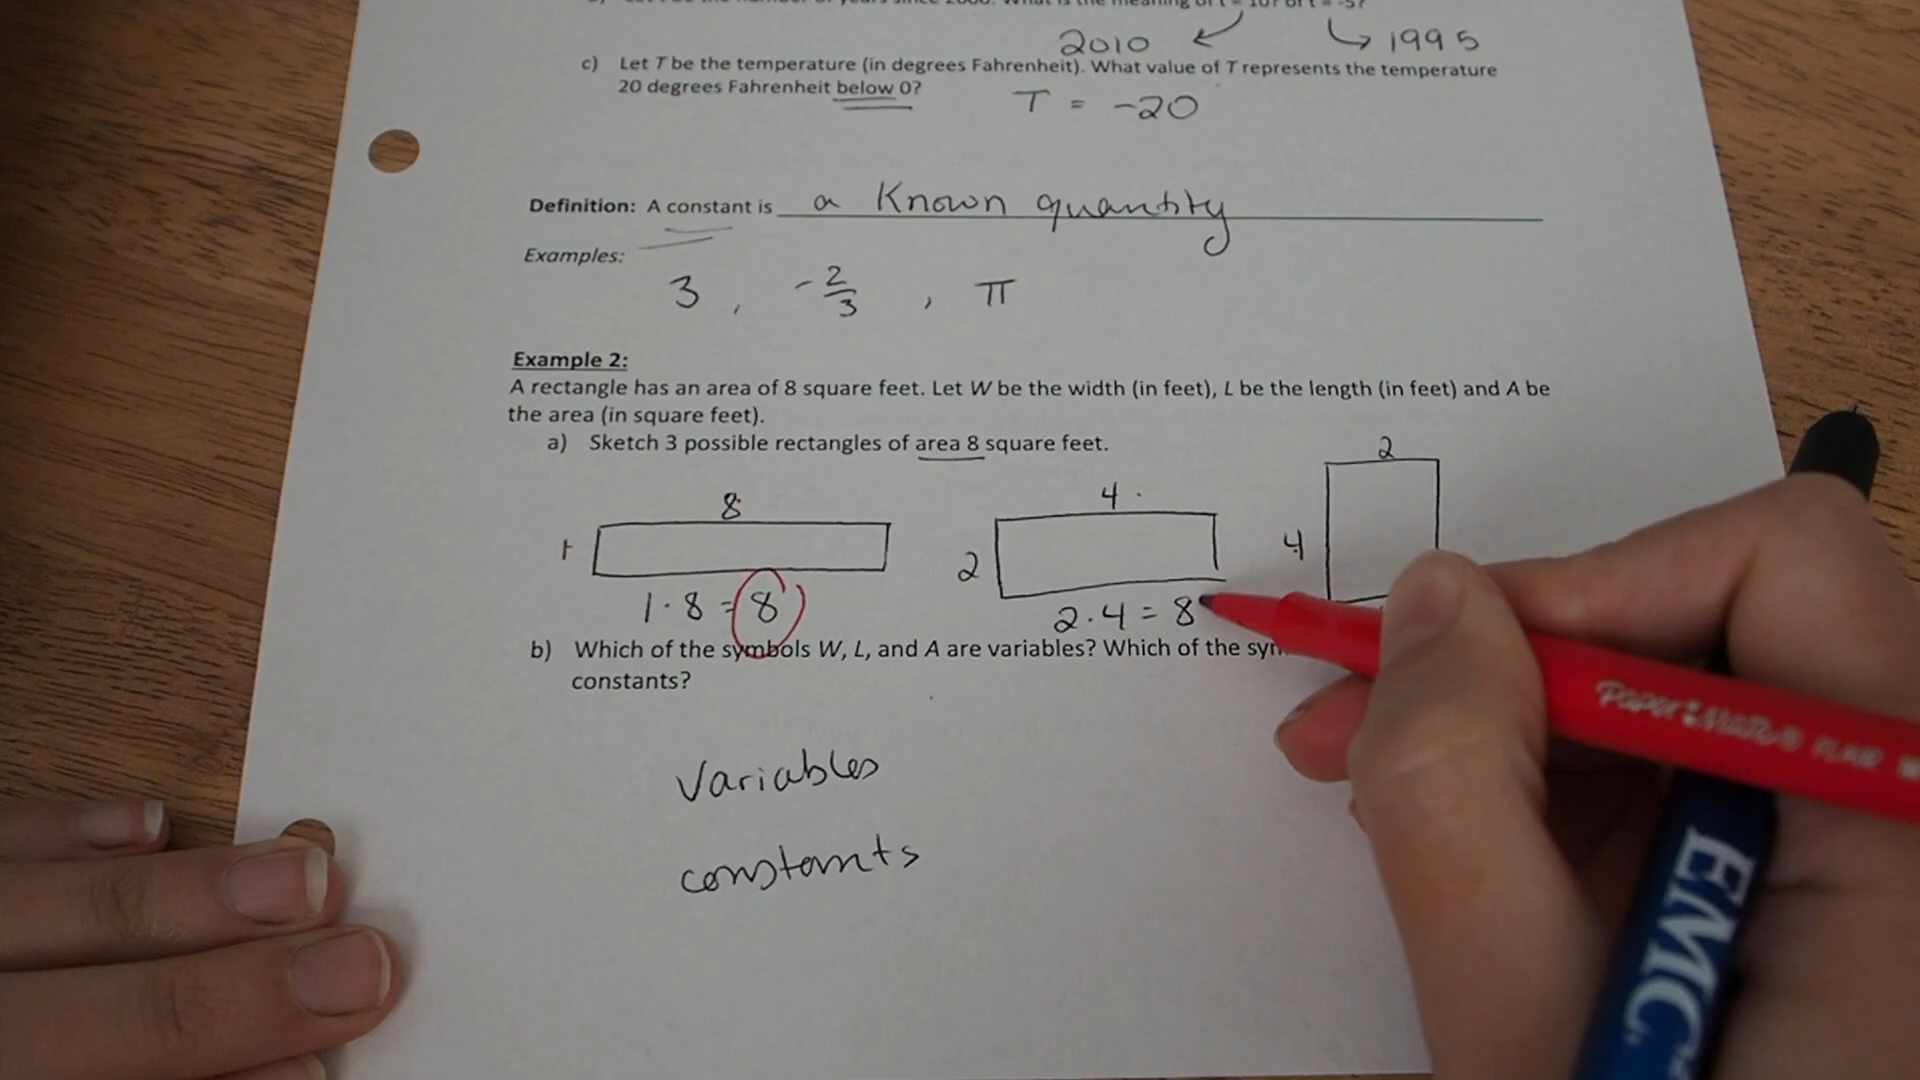 2010 1995
c) Let T be the temperature (in degrees Fahrenheit). What value of T represents the temperature
20 degrees Fahrenheit below 0?
T = -20
Definition: A constant is a Known quantity
Examples:
3 , -2/3 , π
Example 2:
A rectangle has an area of 8 square feet. Let W be the width (in feet), L be the length (in feet) and A be
the area (in square feet).
a) Sketch 3 possible rectangles of area 8 square feet.
8 4 2
1 2 4
1·8 = 8 2·4 = 8
b) Which of the symbols W, L, and A are variables? Which of the
constants?
Variables
constants
Paper Mate FLAIR
EMC